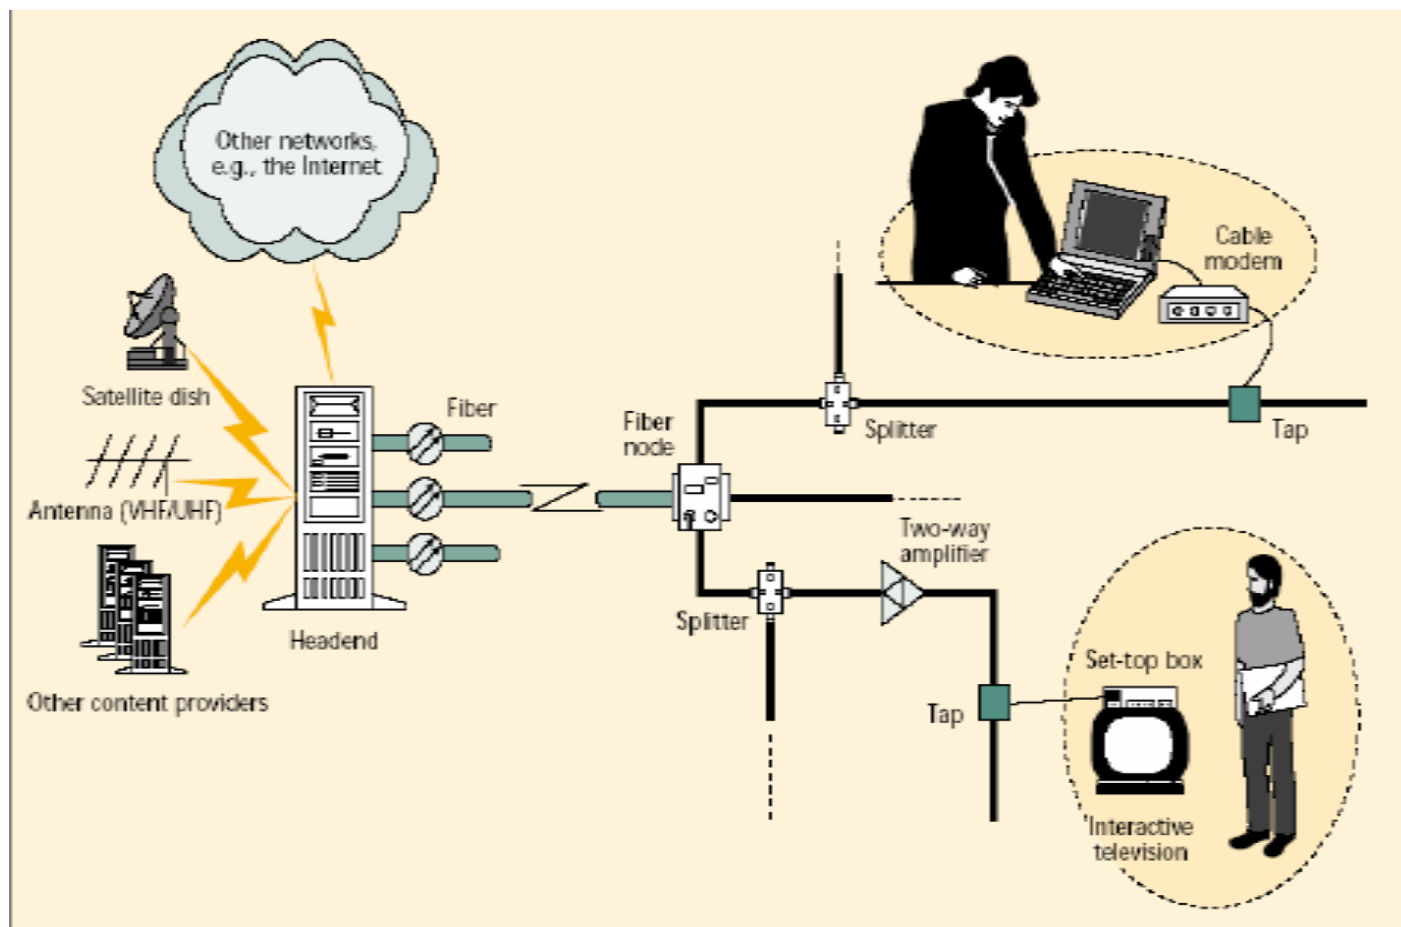 Other networks,
e.g., the Internet
Satellite dish
Antenna (VHF/UHF)
Other content providers
Headend
Fiber
Fiber
node
Splitter
Splitter
Two-way
amplifier
Cable
modem
Tap
Tap
Set-top box
Interactive
television